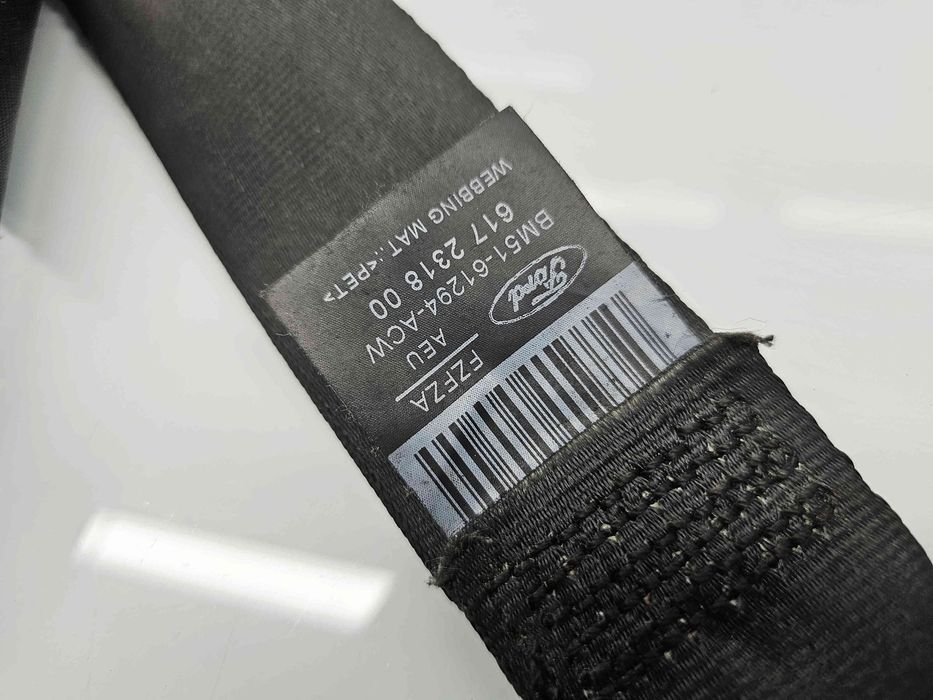 FZFZA
AEU
Ford
BM51-61294-ACW
617 2318 00
WEBBING MAT.:<PET>